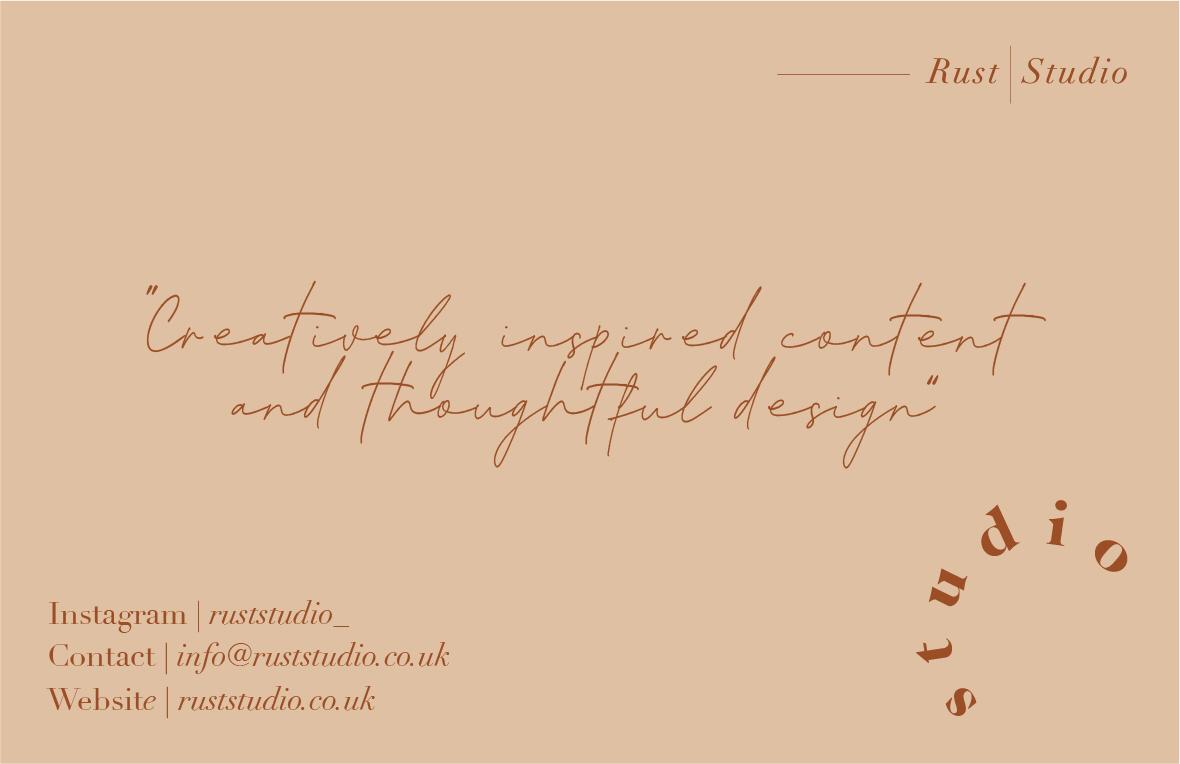 Rust | Studio
"Creatively inspired content
and thoughtful design"
studio
Instagram | ruststudio_
Contact | info@ruststudio.co.uk
Website | ruststudio.co.uk